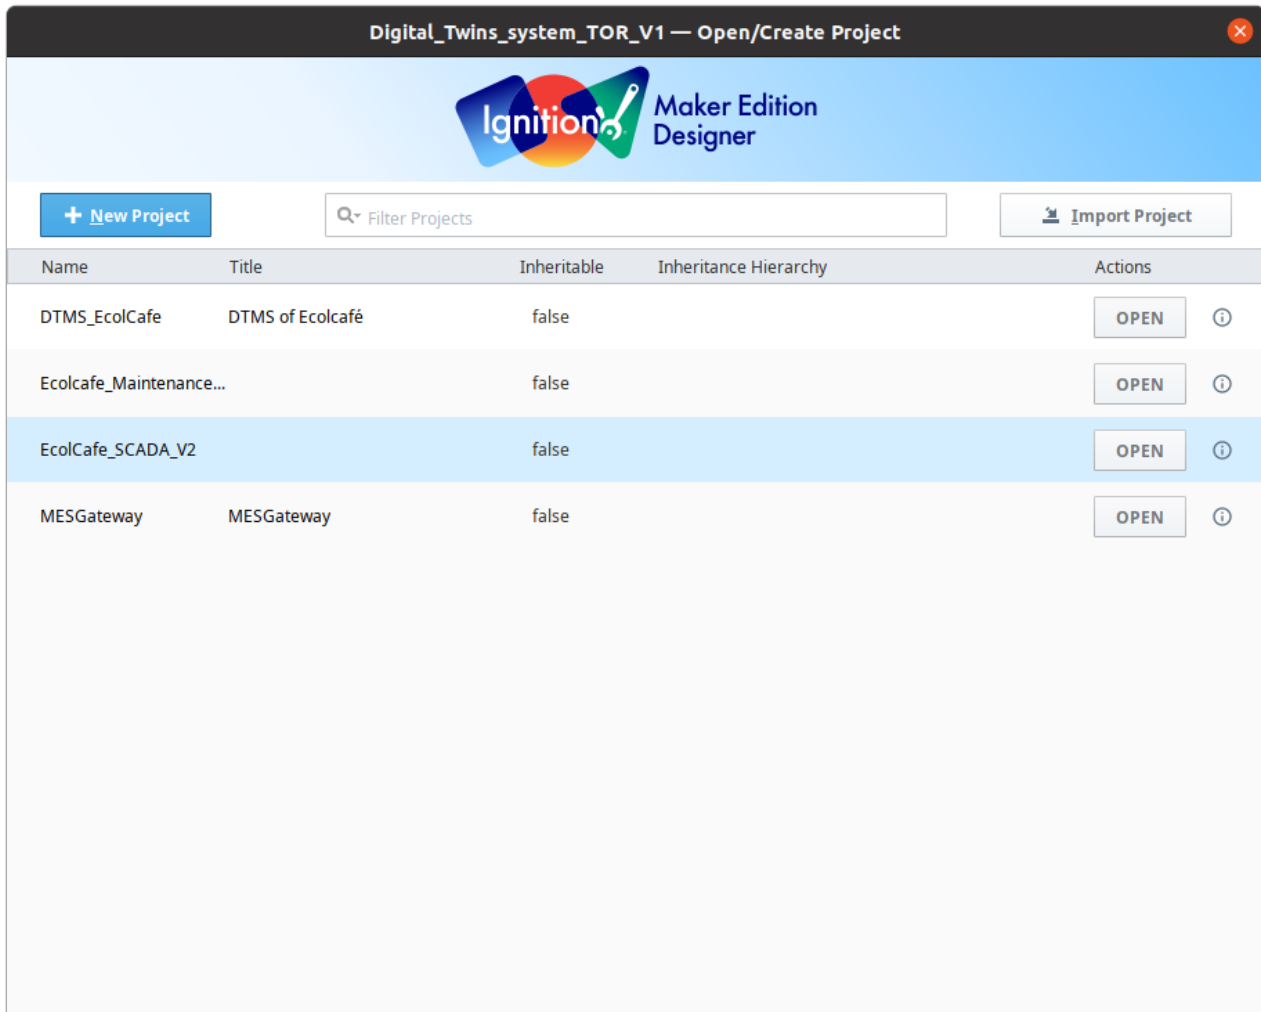 Digital_Twins_system_TOR_V1 — Open/Create Project
Ignition
Maker Edition
Designer
New Project
Filter Projects
Import Project
Name Title Inheritable Inheritance Hierarchy Actions
DTMS_EcolCafe DTMS of Ecolcafé false OPEN
Ecolcafe_Maintenance... false OPEN
EcolCafe_SCADA_V2 false OPEN
MESGateway MESGateway false OPEN